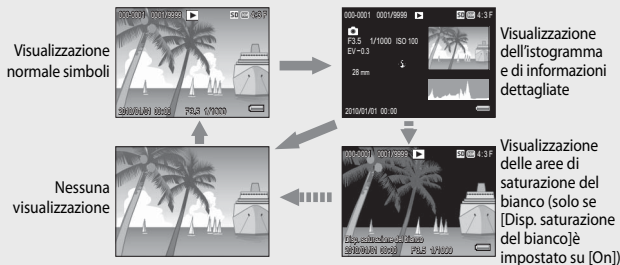 000-0001 0001/9999 SD 4:3 F
Visualizzazione
normale simboli
2010/01/01 00:00 F3.5 1/1000
000-0001 0001/9999 SD 4:3 F
F3.5 1/1000 ISO 100
EV –0.3
28 mm
2010/01/01 00:00
Visualizzazione
dell’istogramma
e di informazioni
dettagliate
Nessuna
visualizzazione
000-0001 0001/9999 SD 4:3 F
Disp. saturazione del bianco
2010/01/01 00:00 F3.5 1/1000
Visualizzazione
delle aree di
saturazione del
bianco (solo se
[Disp. saturazione
del bianco]è
impostato su [On])